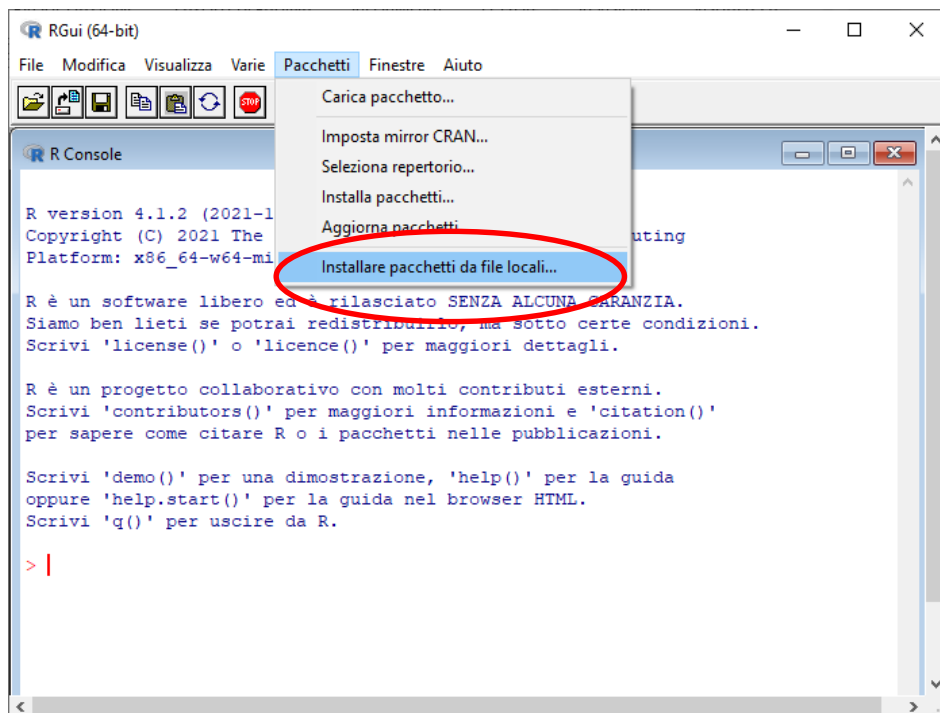 RGui (64-bit)
File Modifica Visualizza Varie Pacchetti Finestre Aiuto
STOP
Carica pacchetto...
Imposta mirror CRAN...
Seleziona repertorio...
Installa pacchetti...
Aggiorna pacchetti
Installare pacchetti da file locali...
R Console
R version 4.1.2 (2021-1
Copyright (C) 2021 The uting
Platform: x86_64-w64-mi
R è un software libero ed è rilasciato SENZA ALCUNA GARANZIA.
Siamo ben lieti se potrai redistribuirlo, ma sotto certe condizioni.
Scrivi 'license()' o 'licence()' per maggiori dettagli.
R è un progetto collaborativo con molti contributi esterni.
Scrivi 'contributors()' per maggiori informazioni e 'citation()'
per sapere come citare R o i pacchetti nelle pubblicazioni.
Scrivi 'demo()' per una dimostrazione, 'help()' per la guida
oppure 'help.start()' per la guida nel browser HTML.
Scrivi 'q()' per uscire da R.
>